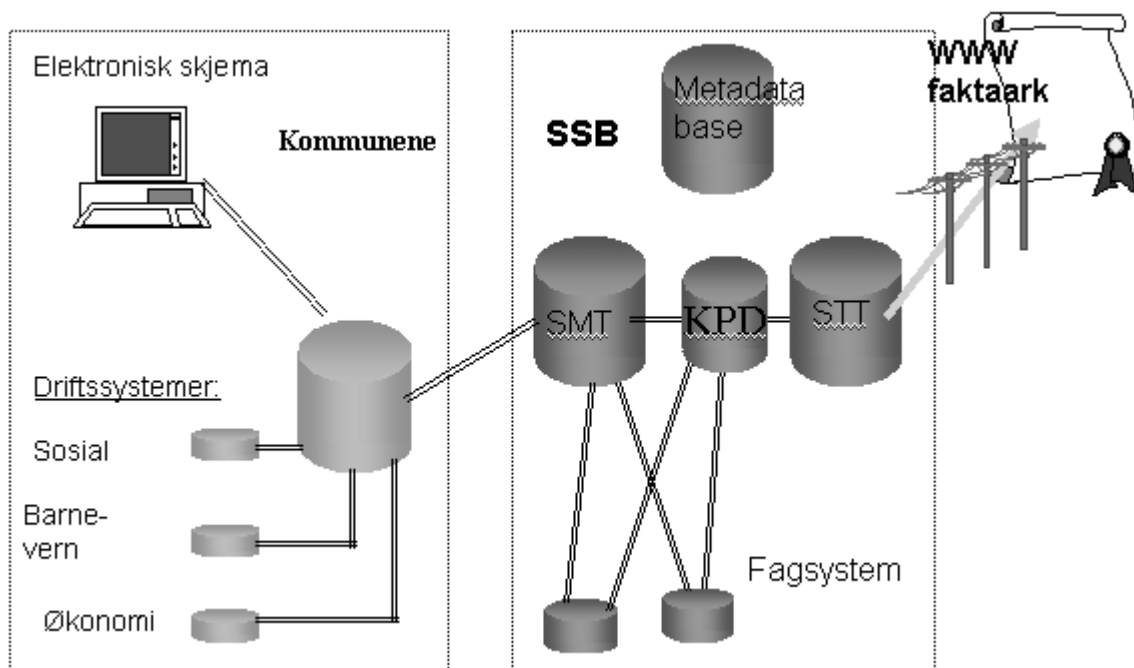 Elektronisk skjema
Kommunene
Driftssystemer:
Sosial
Barne-
vern
Økonomi
SSB
Metadata
base
SMT
KPD
STT
Fagsystem
WWW
faktaark